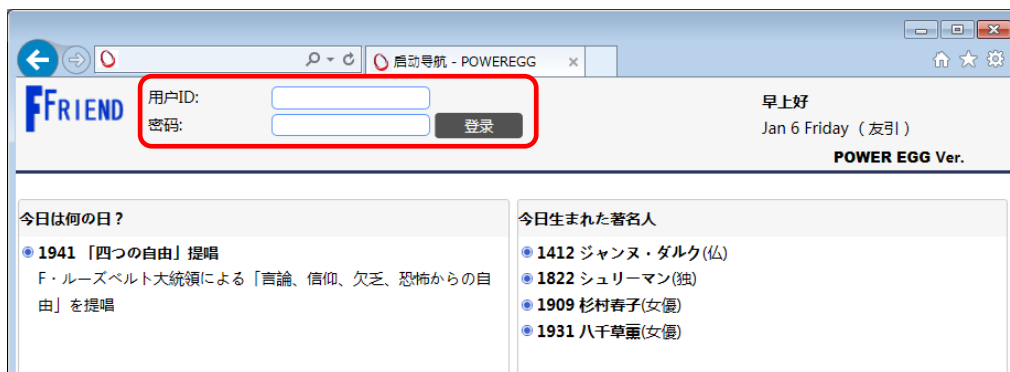 启动导航 - POWEREGG
FFRIEND
用户ID:
密码:
登录
早上好
Jan 6 Friday（友引）
POWER EGG Ver.
今日は何の日？
1941 「四つの自由」提唱
F・ルーズベルト大統領による「言論、信仰、欠乏、恐怖からの自
由」を提唱
今日生まれた著名人
1412 ジャンヌ・ダルク(仏)
1822 シュリーマン(独)
1909 杉村春子(女優)
1931 八千草薫(女優)